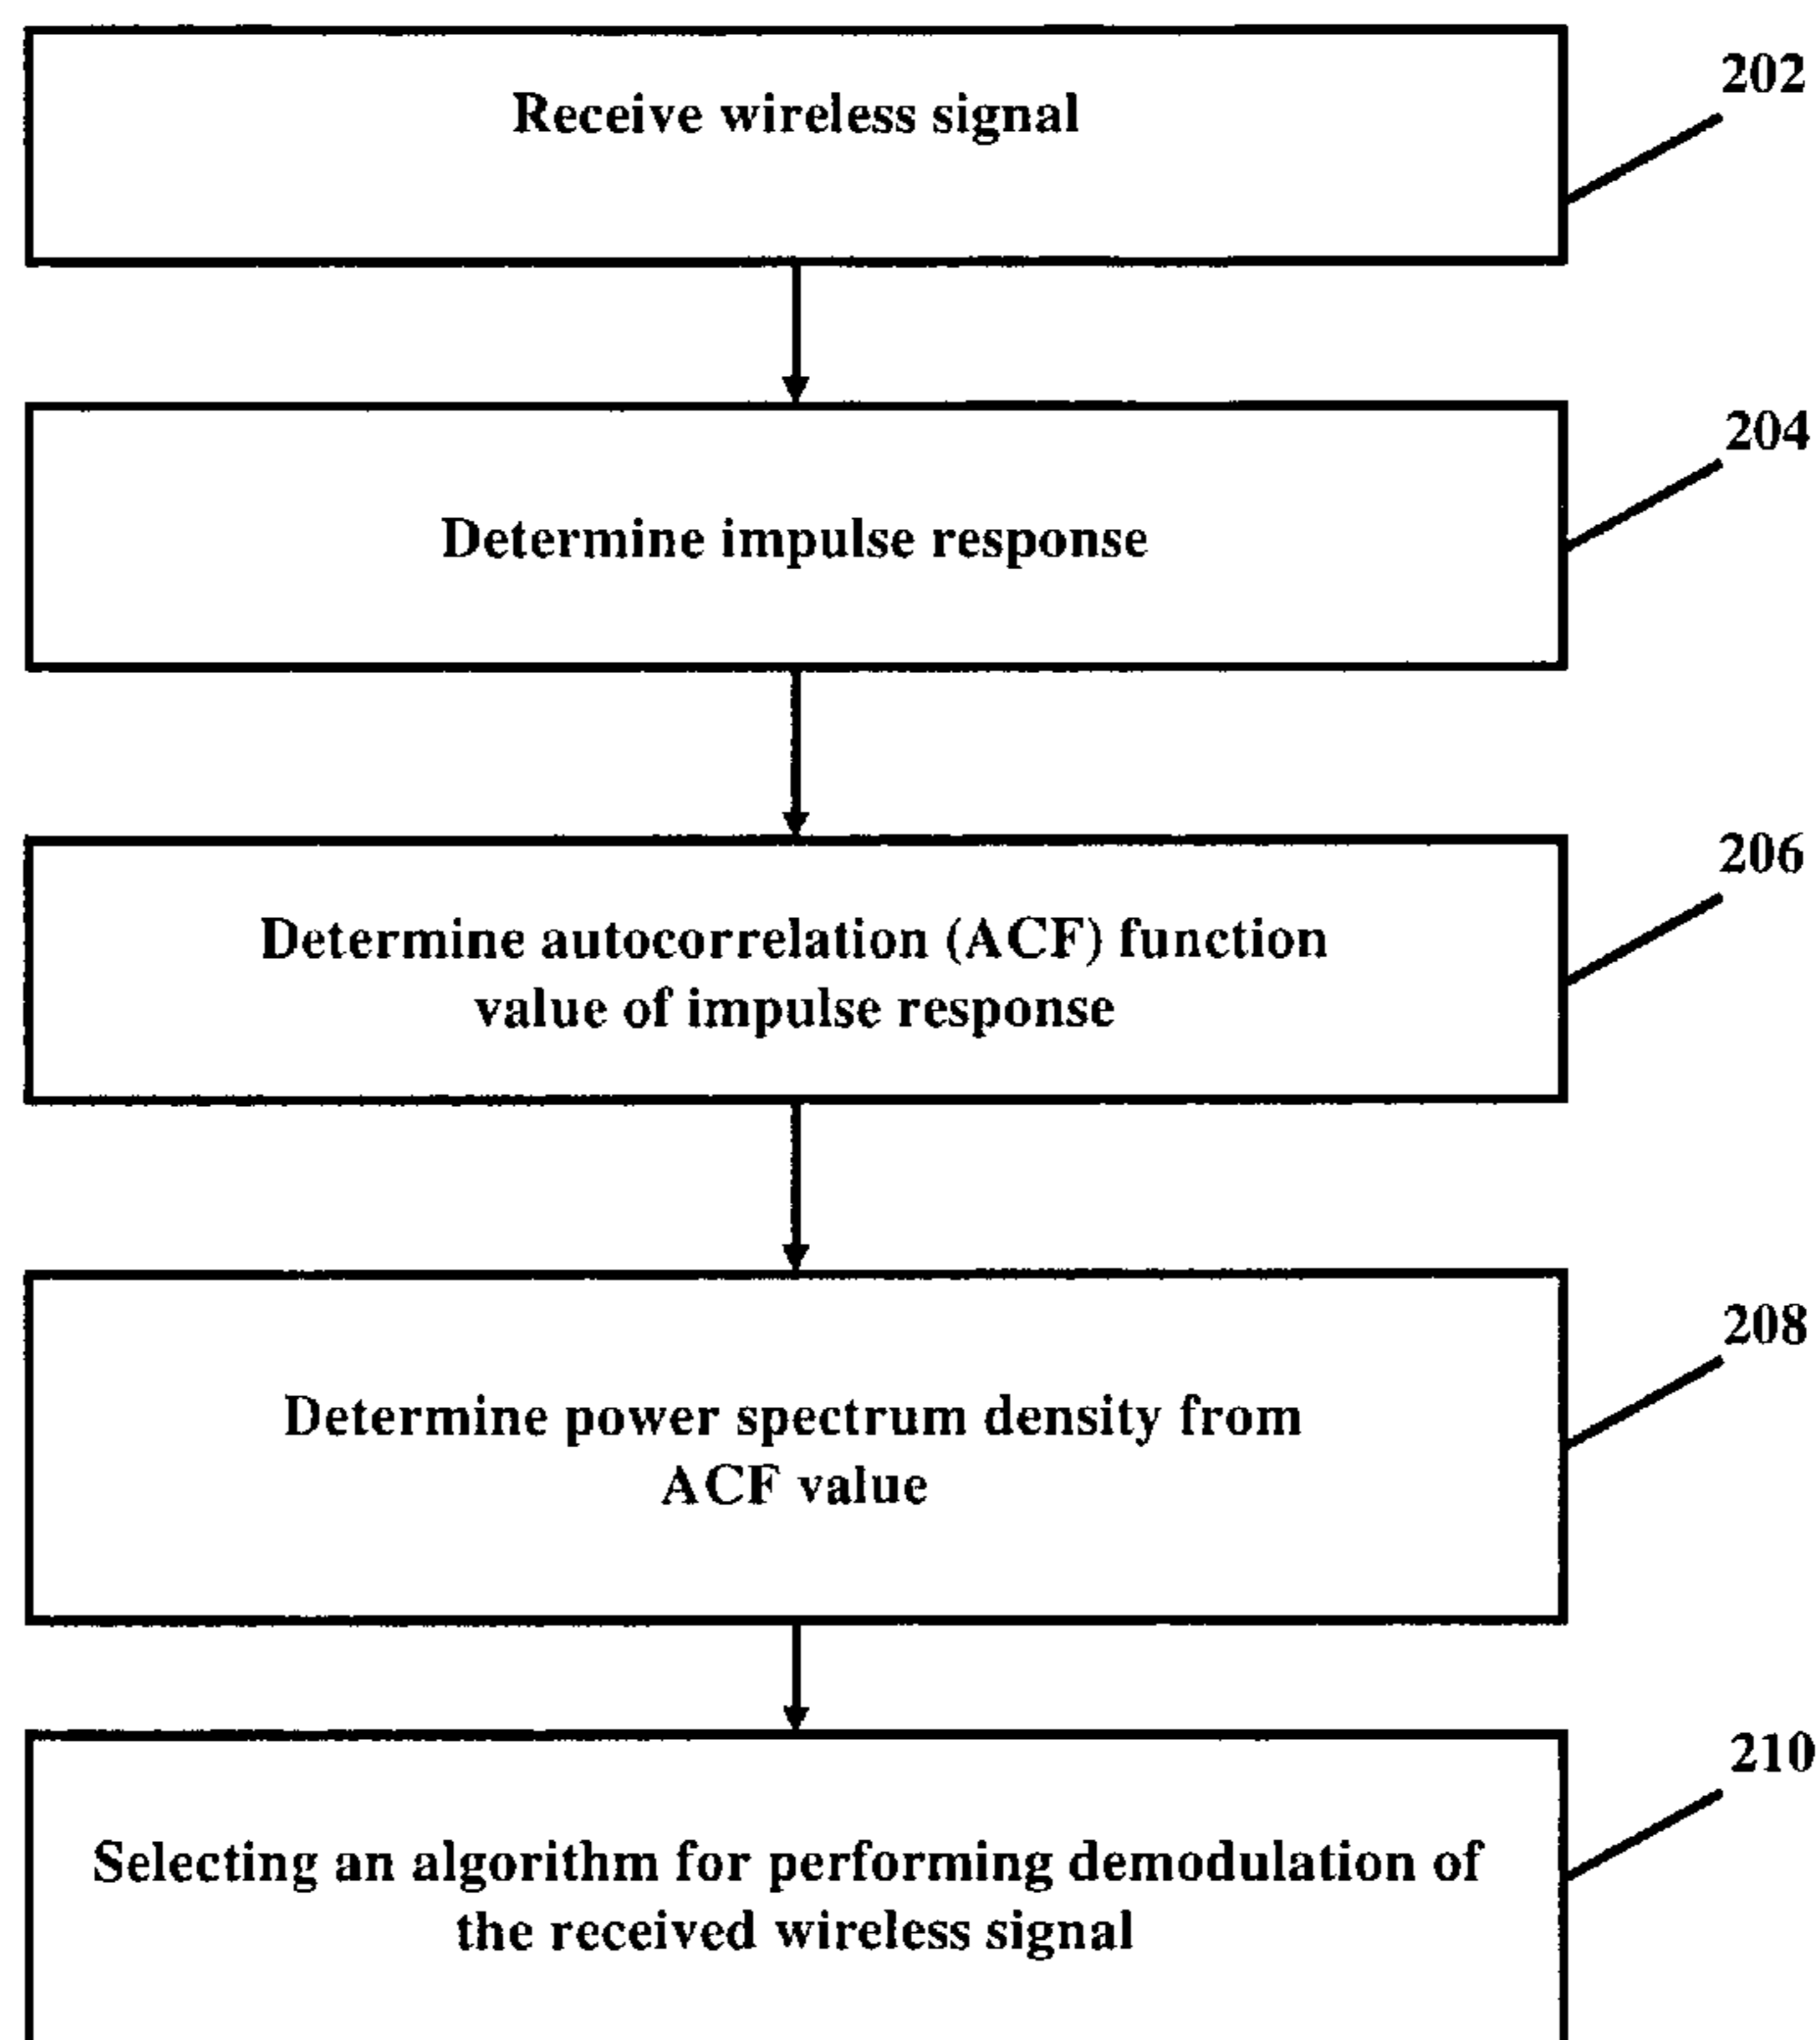 Receive wireless signal
202
Determine impulse response
204
Determine autocorrelation (ACF) function
value of impulse response
206
Determine power spectrum density from
ACF value
208
Selecting an algorithm for performing demodulation of
the received wireless signal
210